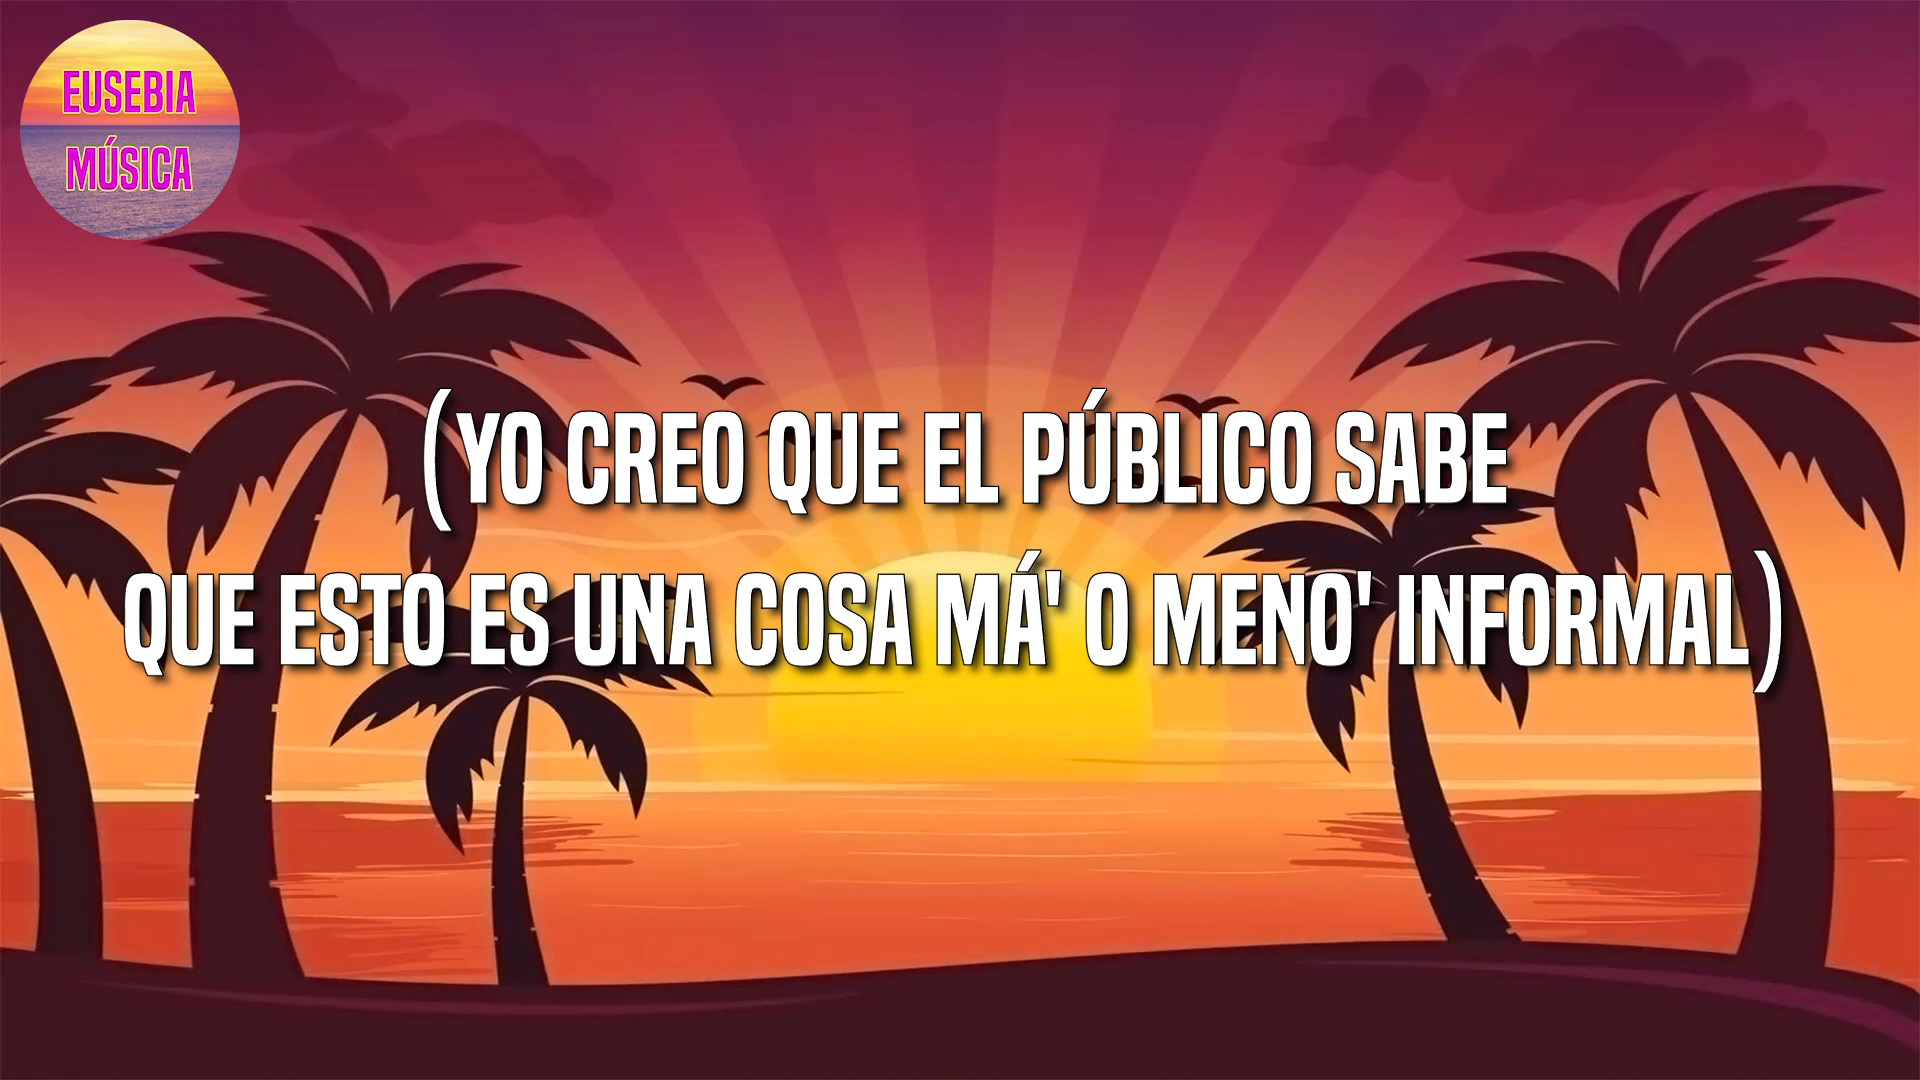 EUSEBIA
MÚSICA
(YO CREO QUE EL PÚBLICO SABE
QUE ESTO ES UNA COSA MÁ' O MENO' INFORMAL)